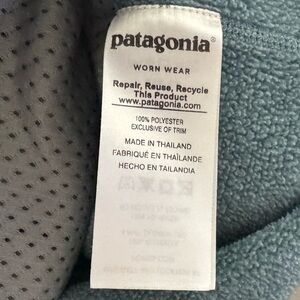 patagonia®
WORN WEAR
Repair, Reuse, Recycle
This Product
www.patagonia.com
100% POLYESTER
EXCLUSIVE OF TRIM
MADE IN THAILAND
FABRIQUÉ EN THAÏLANDE
HECHO EN TAILANDIA